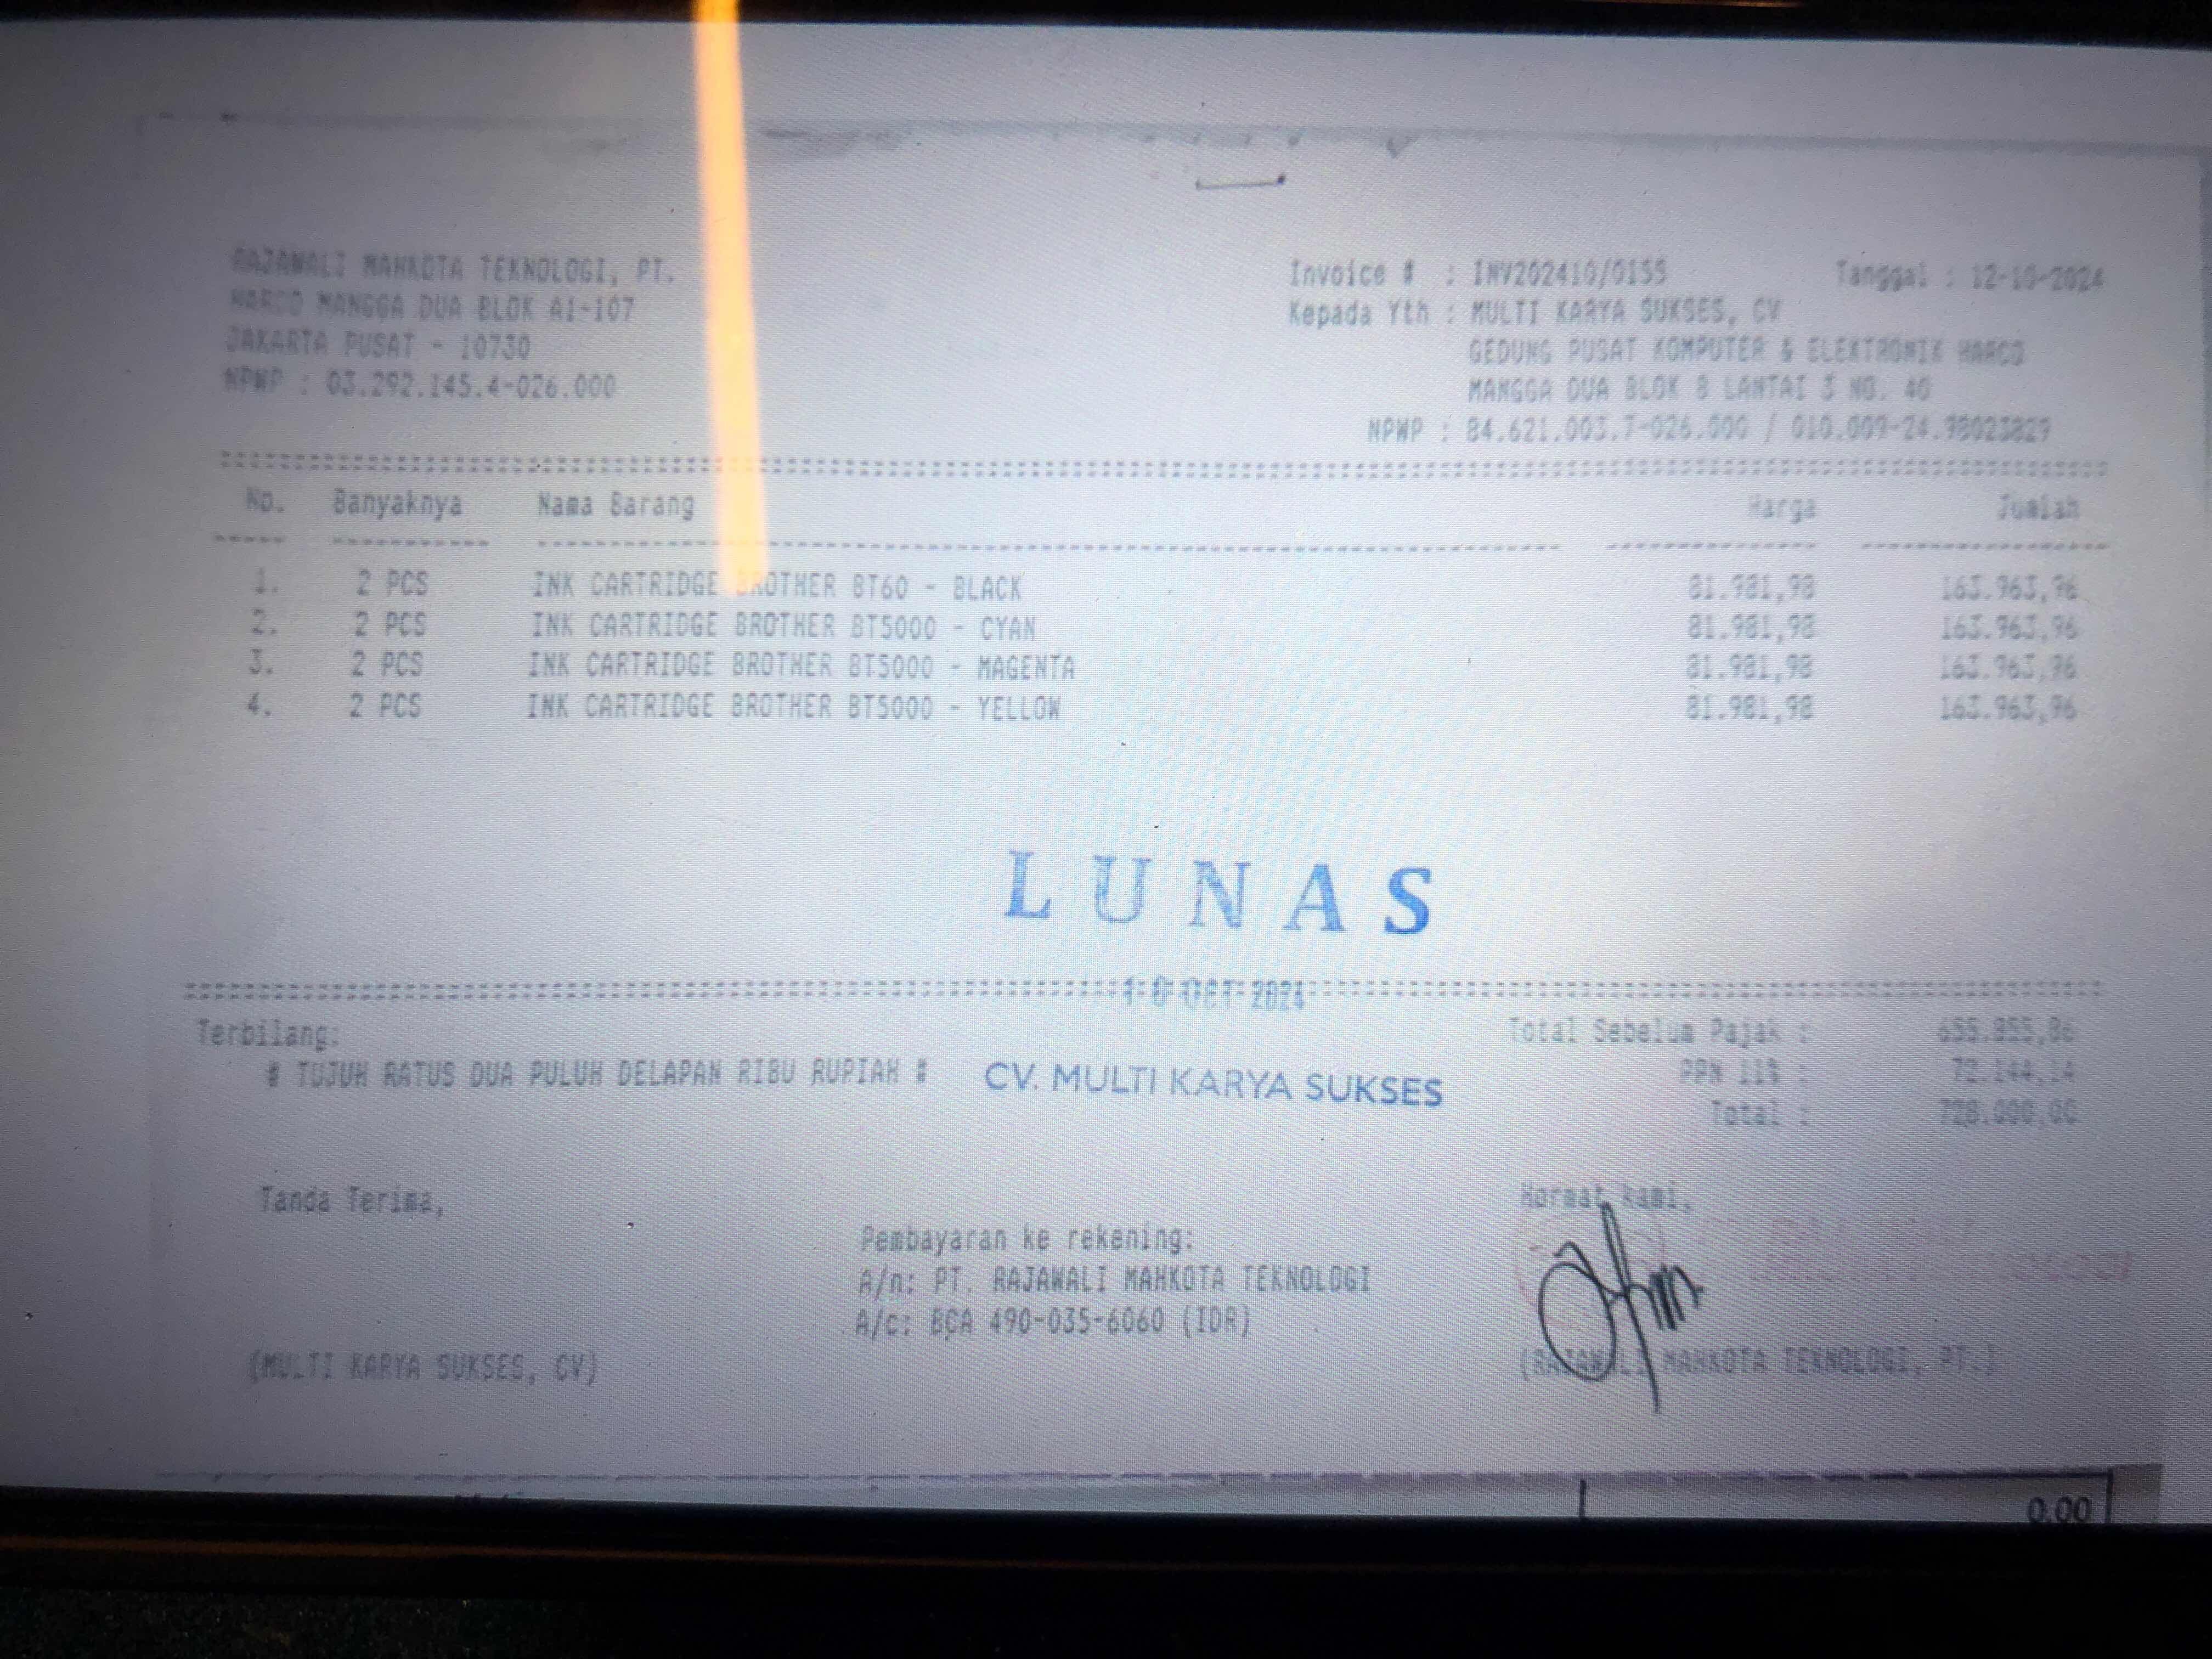 RAJAWALI MAHKOTA TEKNOLOGI, PT.
HARCO MANGGA DUA BLOK A1-107
JAKARTA PUSAT - 10730
NPWP : 03.292.145.4-026.000
Invoice # : INV202410/0155 Tanggal : 12-10-2024
Kepada Yth : MULTI KARYA SUKSES, CV
GEDUNG PUSAT KOMPUTER & ELEKTRONIK HARCO
MANGGA DUA BLOK B LANTAI 3 NO. 40
NPWP : 84.621.003.7-026.000 / 010.009-24.98023829
No. Banyaknya Nama Barang Harga Jumlah
1. 2 PCS INK CARTRIDGE BROTHER BT60 - BLACK 81.981,98 163.963,96
2. 2 PCS INK CARTRIDGE BROTHER BT5000 - CYAN 81.981,98 163.963,96
3. 2 PCS INK CARTRIDGE BROTHER BT5000 - MAGENTA 81.981,98 163.963,96
4. 2 PCS INK CARTRIDGE BROTHER BT5000 - YELLOW 81.981,98 163.963,96
LUNAS
OCT 2024
Terbilang:
# TUJUH RATUS DUA PULUH DELAPAN RIBU RUPIAH #
CV. MULTI KARYA SUKSES
Total Sebelum Pajak : 655.855,86
PPN 11% : 72.144,14
Total : 728.000,00
Tanda Terima,
Hormat kami,
Pembayaran ke rekening:
A/n: PT. RAJAWALI MAHKOTA TEKNOLOGI
A/c: BCA 490-035-6060 (IDR)
(MULTI KARYA SUKSES, CV)
(RAJAWALI MAHKOTA TEKNOLOGI, PT.)
0.00